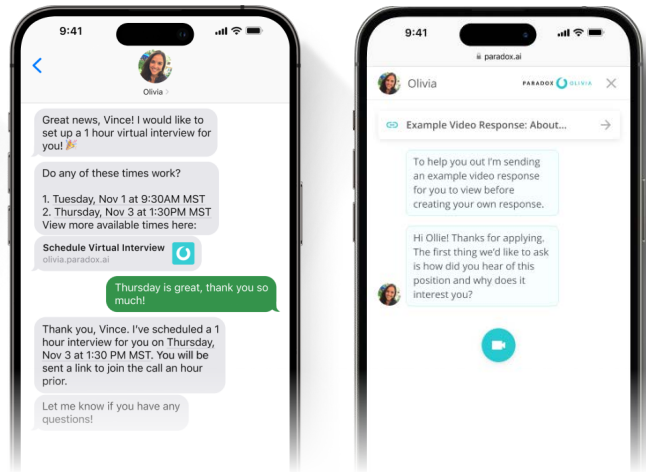 9:41
Olivia
Great news, Vince! I would like to
set up a 1 hour virtual interview for
you! 🎉
Do any of these times work?
1. Tuesday, Nov 1 at 9:30AM MST
2. Thursday, Nov 3 at 1:30PM MST
View more available times here:
Schedule Virtual Interview
olivia.paradox.ai
Thursday is great, thank you so
much!
Thank you, Vince. I've scheduled a 1
hour interview for you on Thursday,
Nov 3 at 1:30 PM MST. You will be
sent a link to join the call an hour
prior.
Let me know if you have any
questions!
9:41
paradox.ai
Olivia
PARADOX OLIVIA
Example Video Response: About...
To help you out I'm sending
an example video response
for you to view before
creating your own response.
Hi Ollie! Thanks for applying.
The first thing we'd like to ask
is how did you hear of this
position and why does it
interest you?